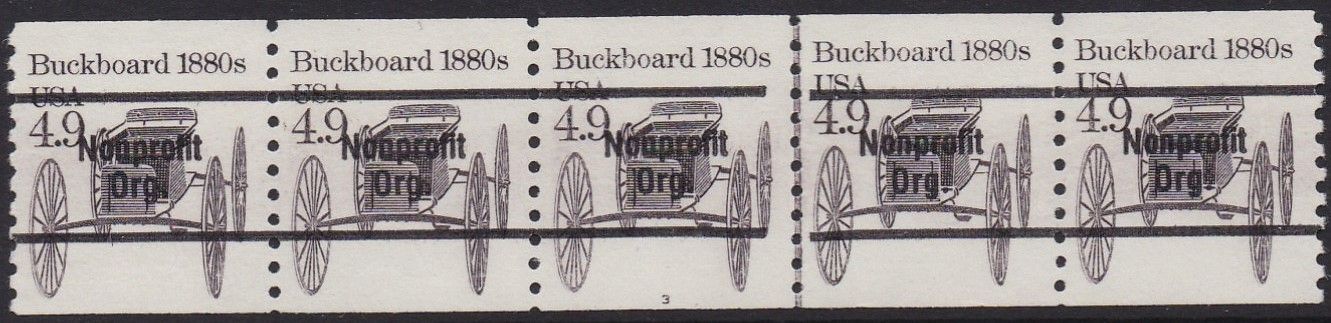 Buckboard 1880s Buckboard 1880s Buckboard 1880s Buckboard 1880s Buckboard 1880s
USA USA USA USA USA
4.9 4.9 4.9 4.9 4.9
Nonprofit Nonprofit Nonprofit Nonprofit Nonprofit
Org. Org. Org. Org. Org.
3